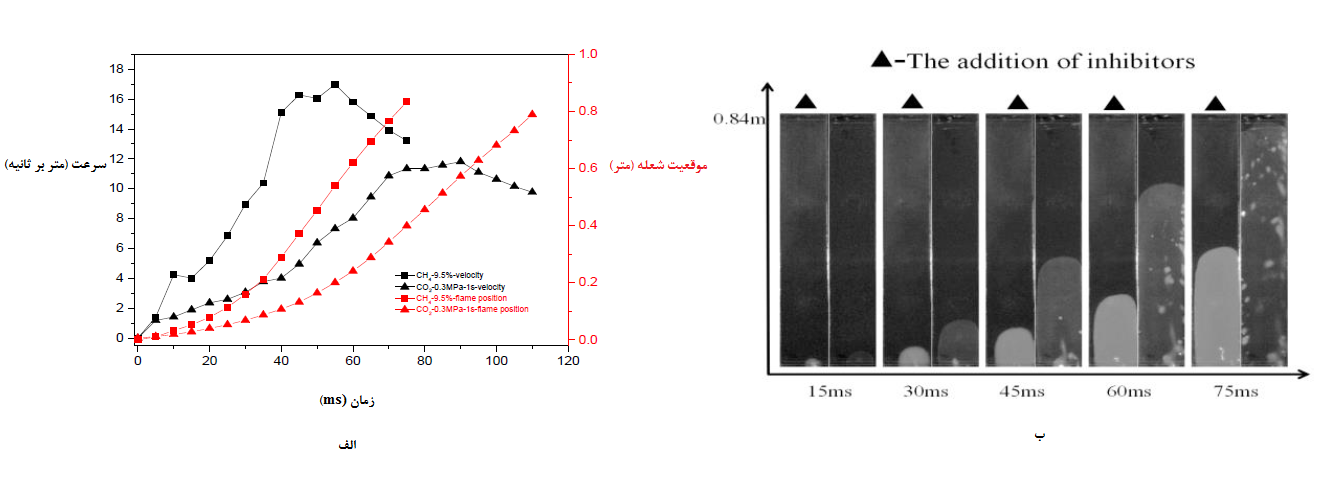 18
16
14
12
10
8
6
4
2
0
سرعت (متر بر ثانیه)
1.0
0.8
0.6
0.4
0.2
0.0
موقعیت شعله (متر)
CH4-9.5%-velocity
CO2-0.3MPa-1s-velocity
CH4-9.5%-flame position
CO2-0.3MPa-1s-flame position
0 20 40 60 80 100 120
زمان (ms)
الف
▲-The addition of inhibitors
0.84m
15ms 30ms 45ms 60ms 75ms
ب